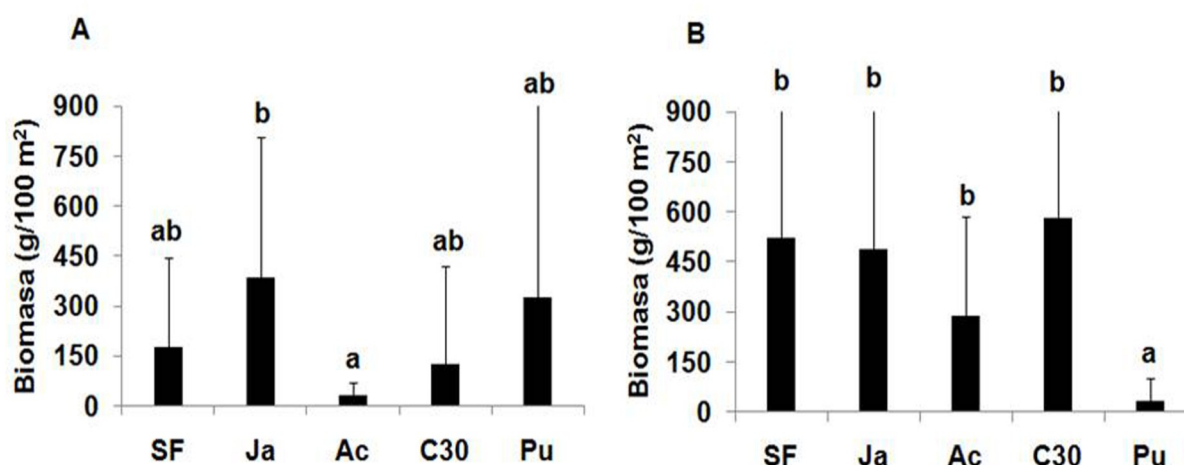 A
Biomasa (g/100 m²)
900
750
600
450
300
150
0
ab
b
a
ab
ab
SF Ja Ac C30 Pu
B
Biomasa (g/100 m²)
900
750
600
450
300
150
0
b
b
b
b
a
SF Ja Ac C30 Pu